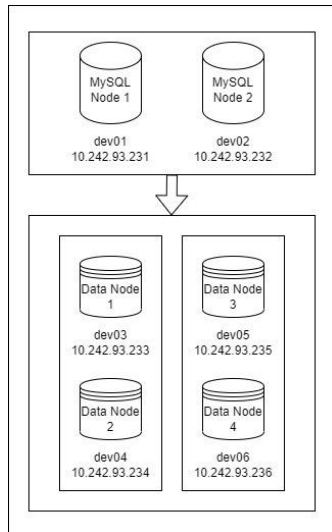 MySQL
Node 1
MySQL
Node 2
dev01
10.242.93.231
dev02
10.242.93.232
Data Node
1
dev03
10.242.93.233
Data Node
3
dev05
10.242.93.235
Data Node
2
dev04
10.242.93.234
Data Node
4
dev06
10.242.93.236